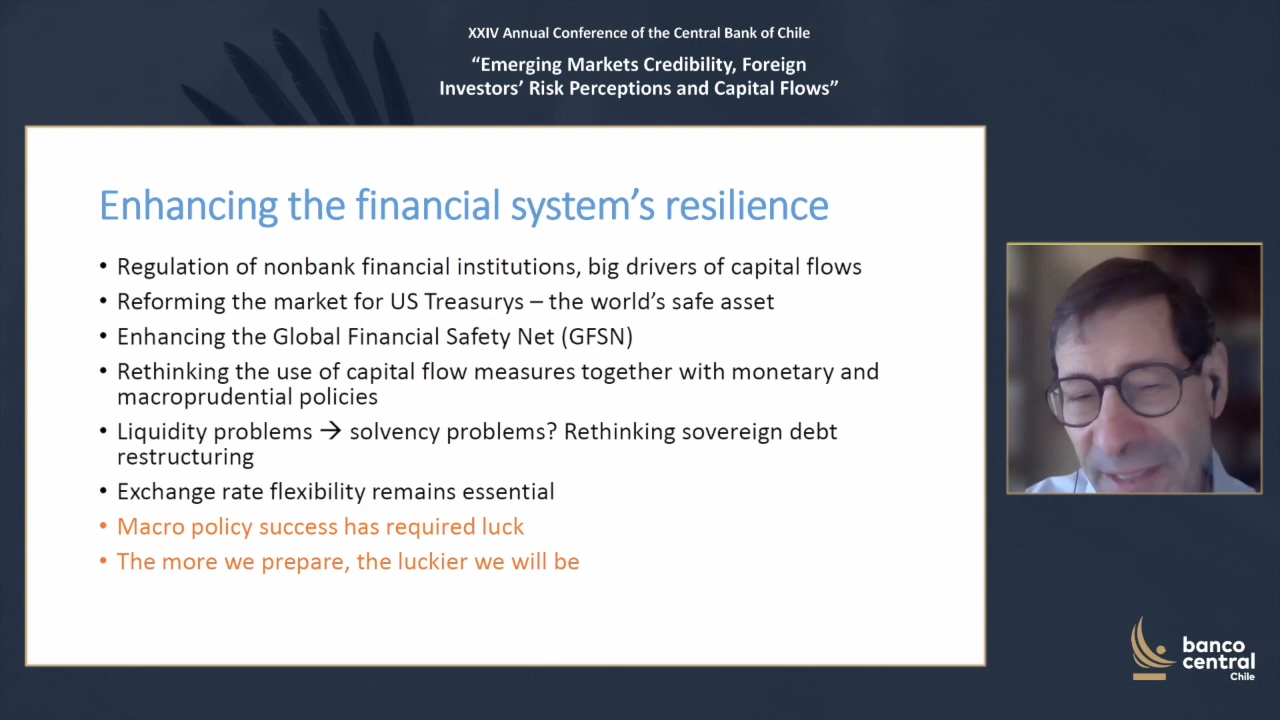 XXIV Annual Conference of the Central Bank of Chile
“Emerging Markets Credibility, Foreign
Investors’ Risk Perceptions and Capital Flows”
Enhancing the financial system’s resilience
• Regulation of nonbank financial institutions, big drivers of capital flows
• Reforming the market for US Treasurys – the world’s safe asset
• Enhancing the Global Financial Safety Net (GFSN)
• Rethinking the use of capital flow measures together with monetary and
macroprudential policies
• Liquidity problems → solvency problems? Rethinking sovereign debt
restructuring
• Exchange rate flexibility remains essential
• Macro policy success has required luck
• The more we prepare, the luckier we will be
banco
central
Chile